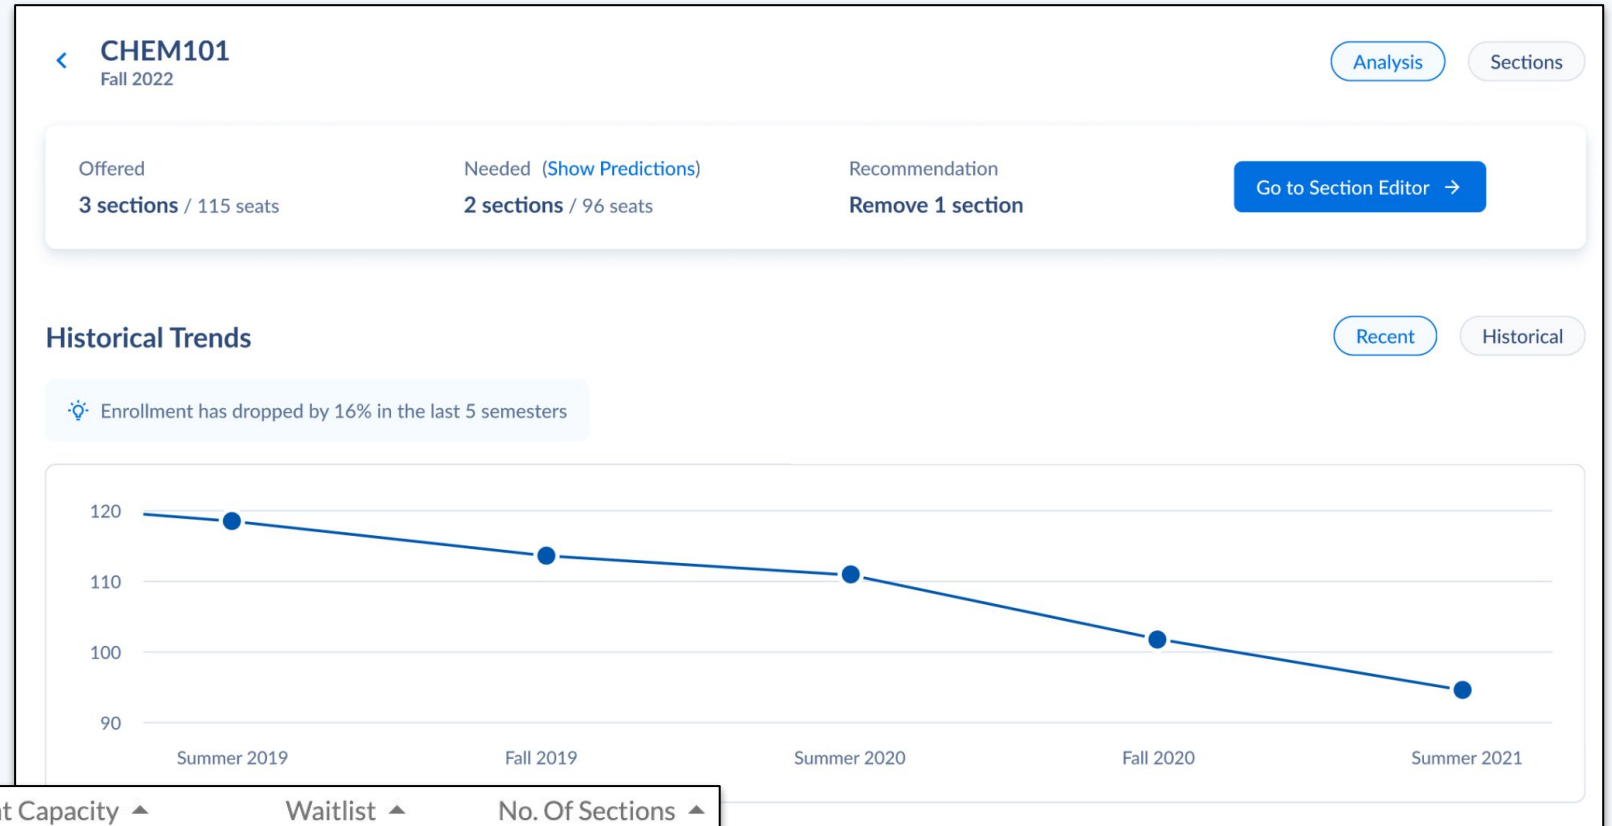 CHEM101
Fall 2022
Analysis
Sections
Offered
3 sections / 115 seats
Needed (Show Predictions)
2 sections / 96 seats
Recommendation
Remove 1 section
Go to Section Editor →
Historical Trends
Recent
Historical
Enrollment has dropped by 16% in the last 5 semesters
120
110
100
90
Summer 2019
Fall 2019
Summer 2020
Fall 2020
Summer 2021
Capacity
Waitlist
No. Of Sections